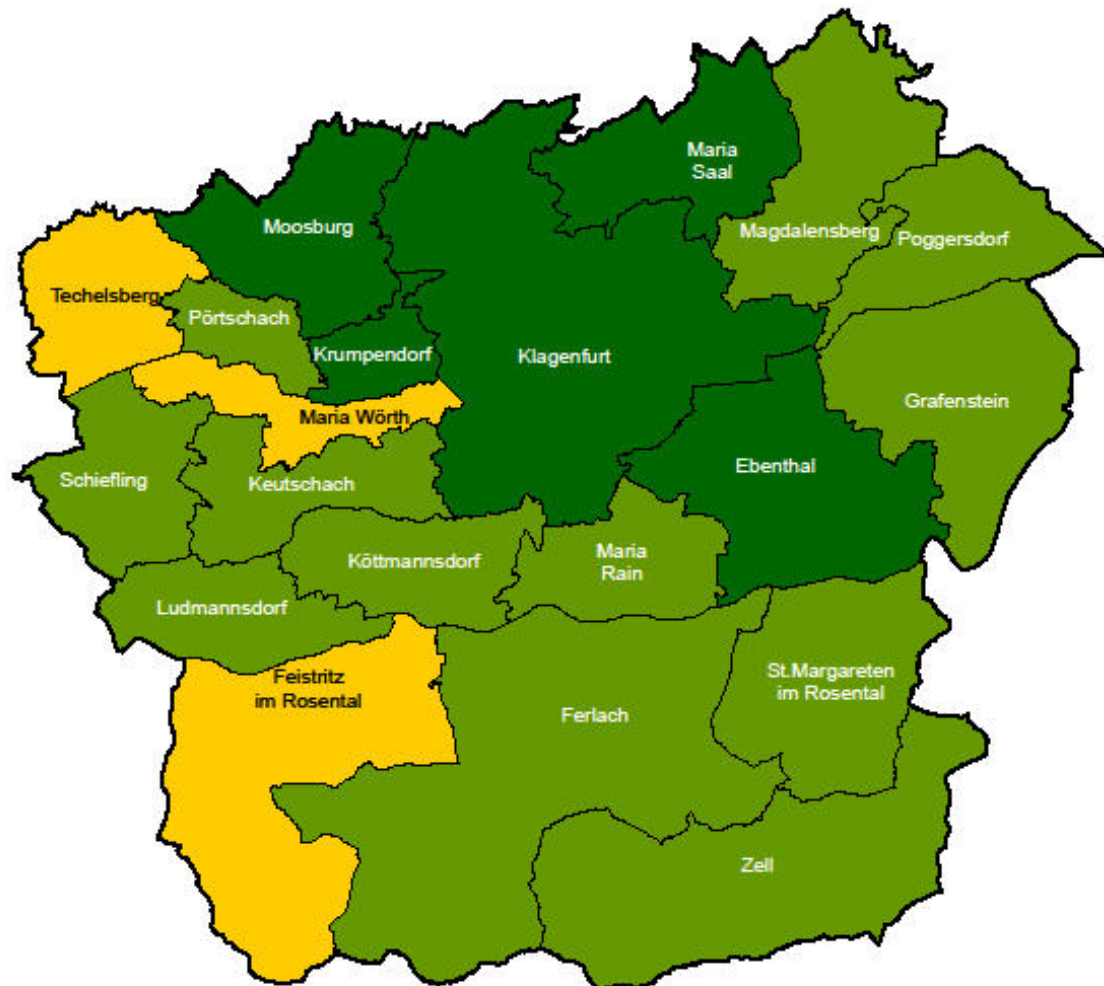 Maria
Saal
Moosburg
Magdalensberg
Poggersdorf
Techelsberg
Pörtschach
Krumpendorf
Klagenfurt
Grafenstein
Maria Wörth
Ebenthal
Schiefling
Keutschach
Köttmannsdorf
Maria
Rain
Ludmannsdorf
Feistritz
im Rosental
St.Margareten
im Rosental
Ferlach
Zell